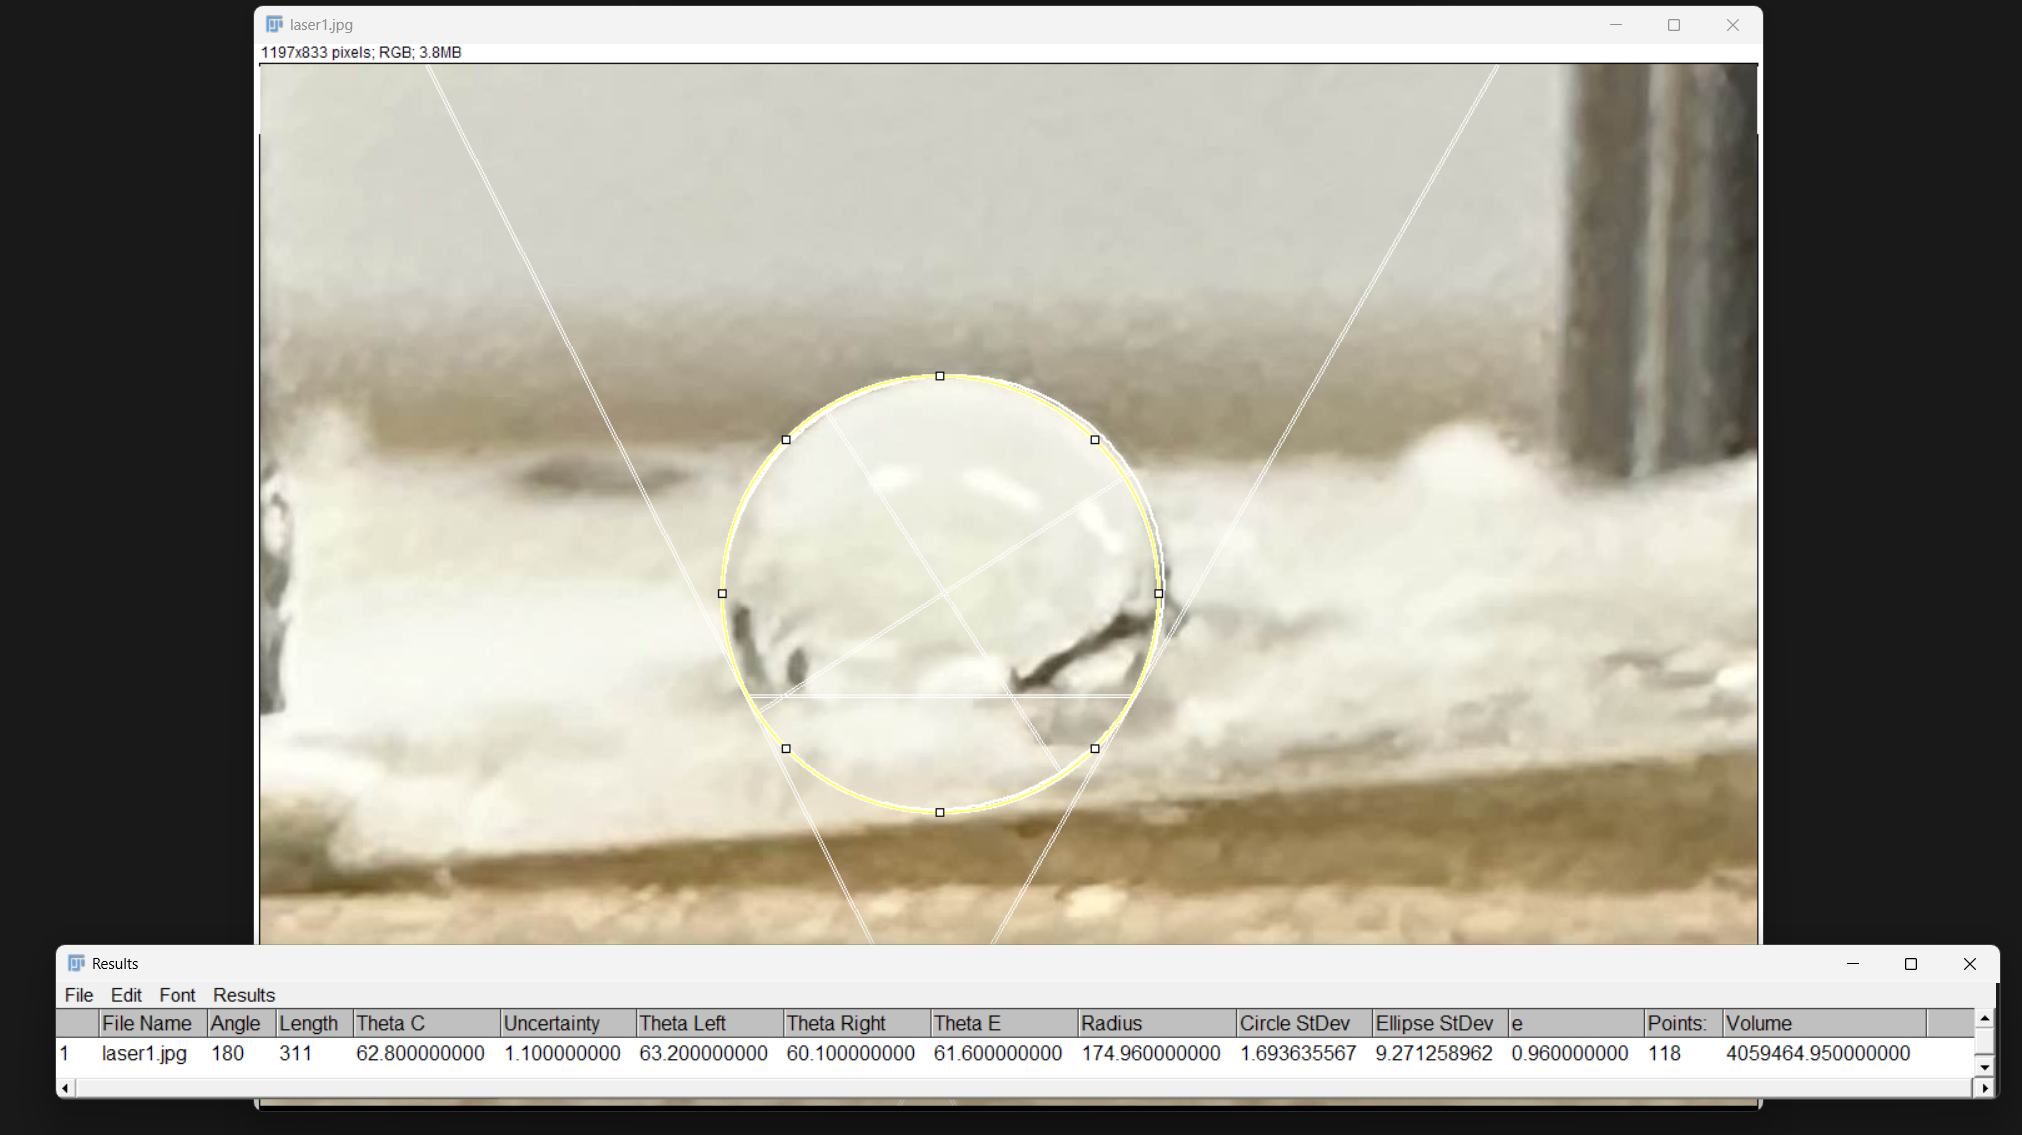 laser1.jpg
1197x833 pixels; RGB; 3.8MB
Results
File Edit Font Results
File Name Angle Length Theta C Uncertainty Theta Left Theta Right Theta E Radius Circle StDev Ellipse StDev e Points: Volume
1 laser1.jpg 180 311 62.800000000 1.100000000 63.200000000 60.100000000 61.600000000 174.960000000 1.693635567 9.271258962 0.960000000 118 4059464.950000000